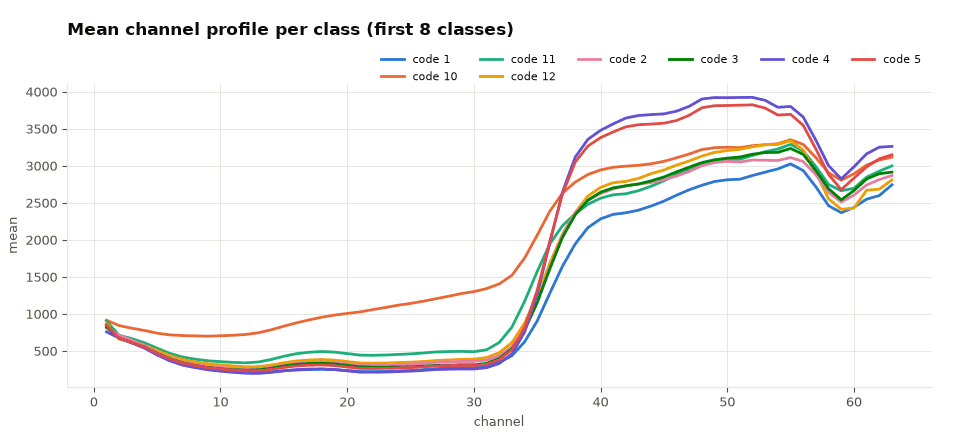 Mean channel profile per class (first 8 classes)
code 1 code 11 code 2 code 3 code 4 code 5
code 10 code 12
4000
3500
3000
2500
2000
1500
1000
500
mean
0 10 20 30 40 50 60
channel